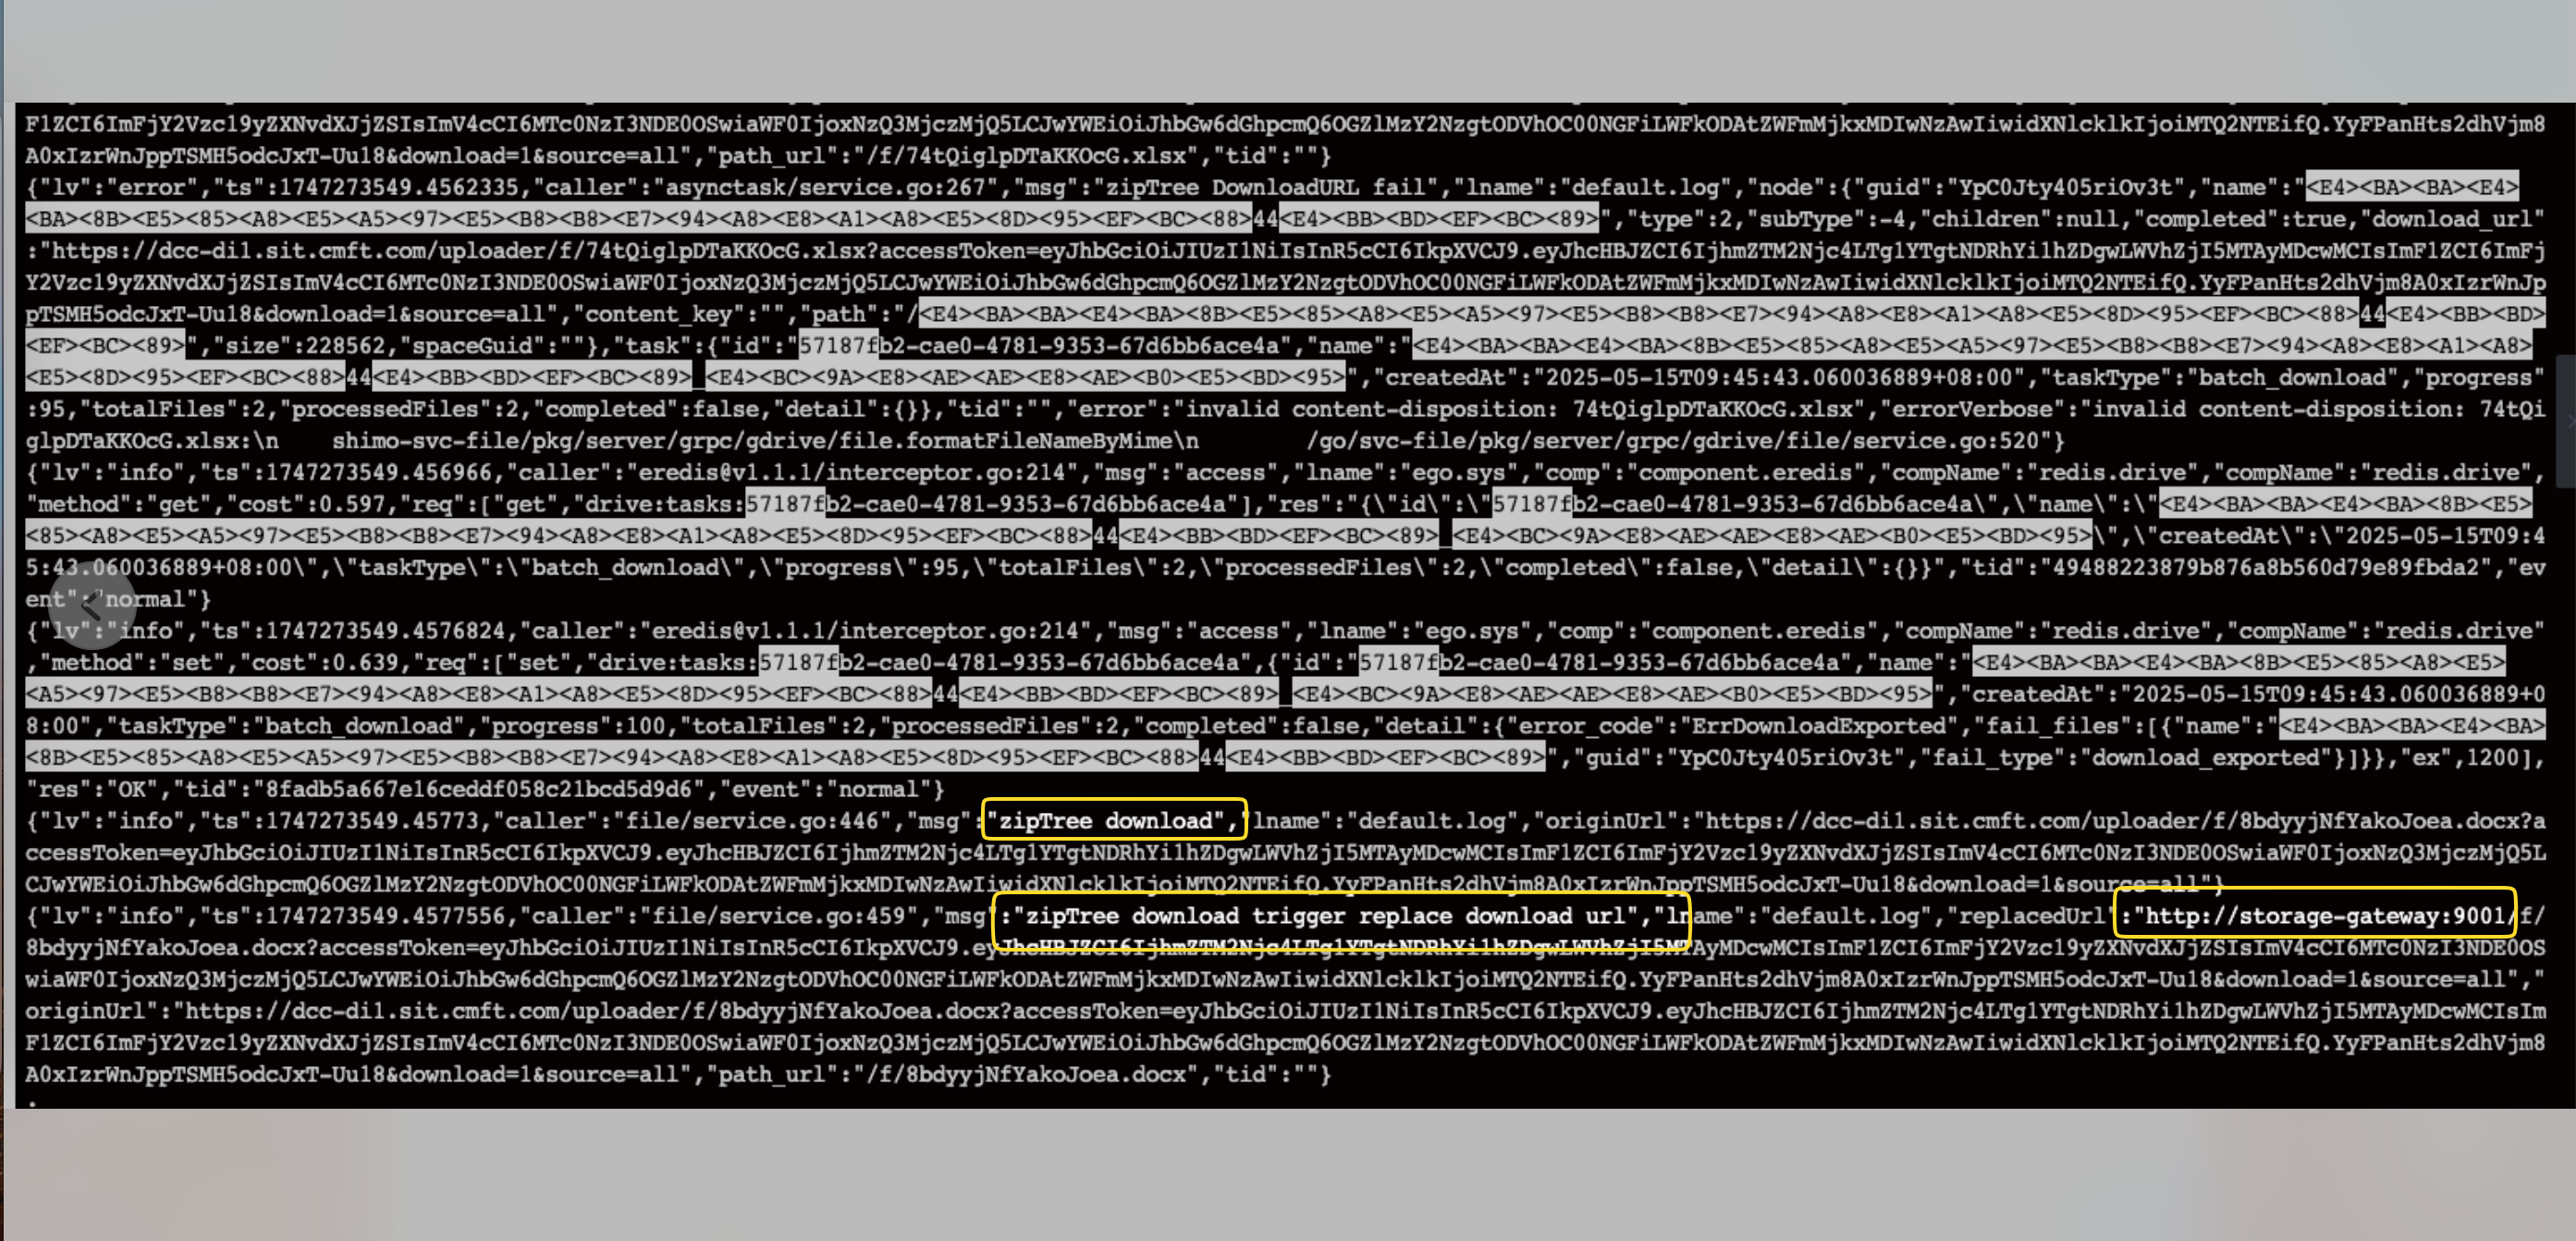 F1ZCI6ImFjY2Vzc19yZXNvdXJjZSIsImV4cCI6MTc0NzI3NDE0OSwiaWF0IjoxNzQ3MjczMjQ5LCJwYWEiOiJhbGw6dGhpcmQ6OGZlMzY2NzgtODVhOC00NGFiLWFkODAtZWFmMjkxMDIwNzAwIiwidXNlcklkIjoiMTQ2NTEifQ.YyFPanHts2dhVjm8
A0xIzrWnJppTSMH5odcJxT-Uu18&download=1&source=all","path_url":"/f/74tQiglpDTaKKOcG.xlsx","tid":""}
{"lv":"error","ts":1747273549.4562335,"caller":"asynctask/service.go:267","msg":"zipTree DownloadURL fail","lname":"default.log","node":{"guid":"YpC0Jty405riOv3t","name":"<E4><BA><BA><E4>
<BA><8B><E5><85><A8><E5><A5><97><E5><B8><B8><E7><94><A8><E8><A1><A8><E5><8D><95><EF><BC><88>44<E4><BB><BD><EF><BC><89>","type":2,"subType":-4,"children":null,"completed":true,"download_url"
:"https://dcc-di1.sit.cmft.com/uploader/f/74tQiglpDTaKKOcG.xlsx?accessToken=eyJhbGciOiJIUzI1NiIsInR5cCI6IkpXVCJ9.eyJhcHBJZCI6IjhmZTM2Njc4LTg1YTgtNDRhYi1hZDgwLWVhZjI5MTAyMDcwMCIsImF1ZCI6ImFj
Y2Vzc19yZXNvdXJjZSIsImV4cCI6MTc0NzI3NDE0OSwiaWF0IjoxNzQ3MjczMjQ5LCJwYWEiOiJhbGw6dGhpcmQ6OGZlMzY2NzgtODVhOC00NGFiLWFkODAtZWFmMjkxMDIwNzAwIiwidXNlcklkIjoiMTQ2NTEifQ.YyFPanHts2dhVjm8A0xIzrWnJp
pTSMH5odcJxT-Uu18&download=1&source=all","content_key":"","path":"/<E4><BA><BA><E4><BA><8B><E5><85><A8><E5><A5><97><E5><B8><B8><E7><94><A8><E8><A1><A8><E5><8D><95><EF><BC><88>44<E4><BB><BD>
<EF><BC><89>","size":228562,"spaceGuid":""},"task":{"id":"57187fb2-cae0-4781-9353-67d6bb6ace4a","name":"<E4><BA><BA><E4><BA><8B><E5><85><A8><E5><A5><97><E5><B8><B8><E7><94><A8><E8><A1><A8>
<E5><8D><95><EF><BC><88>44<E4><BB><BD><EF><BC><89>_<E4><BC><9A><E8><AE><AE><E8><AE><B0><E5><BD><95>","createdAt":"2025-05-15T09:45:43.060036889+08:00","taskType":"batch_download","progress"
:95,"totalFiles":2,"processedFiles":2,"completed":false,"detail":{}},"tid":"","error":"invalid content-disposition: 74tQiglpDTaKKOcG.xlsx","errorVerbose":"invalid content-disposition: 74tQi
glpDTaKKOcG.xlsx:\n    shimo-svc-file/pkg/server/grpc/gdrive/file.formatFileNameByMime\n        /go/svc-file/pkg/server/grpc/gdrive/file/service.go:520"}
{"lv":"info","ts":1747273549.456966,"caller":"eredis@v1.1.1/interceptor.go:214","msg":"access","lname":"ego.sys","comp":"component.eredis","compName":"redis.drive","compName":"redis.drive",
"method":"get","cost":0.597,"req":["get","drive:tasks:57187fb2-cae0-4781-9353-67d6bb6ace4a"],"res":"{\"id\":\"57187fb2-cae0-4781-9353-67d6bb6ace4a\",\"name\":\"<E4><BA><BA><E4><BA><8B><E5>
<85><A8><E5><A5><97><E5><B8><B8><E7><94><A8><E8><A1><A8><E5><8D><95><EF><BC><88>44<E4><BB><BD><EF><BC><89>_<E4><BC><9A><E8><AE><AE><E8><AE><B0><E5><BD><95>\",\"createdAt\":\"2025-05-15T09:4
5:43.060036889+08:00\",\"taskType\":\"batch_download\",\"progress\":95,\"totalFiles\":2,\"processedFiles\":2,\"completed\":false,\"detail\":{}}","tid":"49488223879b876a8b560d79e89fbda2","ev
ent":"normal"}
{"lv":"info","ts":1747273549.4576824,"caller":"eredis@v1.1.1/interceptor.go:214","msg":"access","lname":"ego.sys","comp":"component.eredis","compName":"redis.drive","compName":"redis.drive"
,"method":"set","cost":0.639,"req":["set","drive:tasks:57187fb2-cae0-4781-9353-67d6bb6ace4a",{"id":"57187fb2-cae0-4781-9353-67d6bb6ace4a","name":"<E4><BA><BA><E4><BA><8B><E5><85><A8><E5>
<A5><97><E5><B8><B8><E7><94><A8><E8><A1><A8><E5><8D><95><EF><BC><88>44<E4><BB><BD><EF><BC><89>_<E4><BC><9A><E8><AE><AE><E8><AE><B0><E5><BD><95>","createdAt":"2025-05-15T09:45:43.060036889+0
8:00","taskType":"batch_download","progress":100,"totalFiles":2,"processedFiles":2,"completed":false,"detail":{"error_code":"ErrDownloadExported","fail_files":[{"name":"<E4><BA><BA><E4><BA>
<8B><E5><85><A8><E5><A5><97><E5><B8><B8><E7><94><A8><E8><A1><A8><E5><8D><95><EF><BC><88>44<E4><BB><BD><EF><BC><89>","guid":"YpC0Jty405riOv3t","fail_type":"download_exported"}]}},"ex",1200],
"res":"OK","tid":"8fadb5a667e16ceddf058c21bcd5d9d6","event":"normal"}
{"lv":"info","ts":1747273549.45773,"caller":"file/service.go:446","msg":"zipTree download","lname":"default.log","originUrl":"https://dcc-di1.sit.cmft.com/uploader/f/8bdyyjNfYakoJoea.docx?a
ccessToken=eyJhbGciOiJIUzI1NiIsInR5cCI6IkpXVCJ9.eyJhcHBJZCI6IjhmZTM2Njc4LTg1YTgtNDRhYi1hZDgwLWVhZjI5MTAyMDcwMCIsImF1ZCI6ImFjY2Vzc19yZXNvdXJjZSIsImV4cCI6MTc0NzI3NDE0OSwiaWF0IjoxNzQ3MjczMjQ5L
CJwYWEiOiJhbGw6dGhpcmQ6OGZlMzY2NzgtODVhOC00NGFiLWFkODAtZWFmMjkxMDIwNzAwIiwidXNlcklkIjoiMTQ2NTEifQ.YyFPanHts2dhVjm8A0xIzrWnJppTSMH5odcJxT-Uu18&download=1&source=all"}
{"lv":"info","ts":1747273549.4577556,"caller":"file/service.go:459","msg":"zipTree download trigger replace download url","lname":"default.log","replacedUrl":"http://storage-gateway:9001/f/
8bdyyjNfYakoJoea.docx?accessToken=eyJhbGciOiJIUzI1NiIsInR5cCI6IkpXVCJ9.eyJhcHBJZCI6IjhmZTM2Njc4LTg1YTgtNDRhYi1hZDgwLWVhZjI5MTAyMDcwMCIsImF1ZCI6ImFjY2Vzc19yZXNvdXJjZSIsImV4cCI6MTc0NzI3NDE0OS
wiaWF0IjoxNzQ3MjczMjQ5LCJwYWEiOiJhbGw6dGhpcmQ6OGZlMzY2NzgtODVhOC00NGFiLWFkODAtZWFmMjkxMDIwNzAwIiwidXNlcklkIjoiMTQ2NTEifQ.YyFPanHts2dhVjm8A0xIzrWnJppTSMH5odcJxT-Uu18&download=1&source=all","
originUrl":"https://dcc-di1.sit.cmft.com/uploader/f/8bdyyjNfYakoJoea.docx?accessToken=eyJhbGciOiJIUzI1NiIsInR5cCI6IkpXVCJ9.eyJhcHBJZCI6IjhmZTM2Njc4LTg1YTgtNDRhYi1hZDgwLWVhZjI5MTAyMDcwMCIsIm
F1ZCI6ImFjY2Vzc19yZXNvdXJjZSIsImV4cCI6MTc0NzI3NDE0OSwiaWF0IjoxNzQ3MjczMjQ5LCJwYWEiOiJhbGw6dGhpcmQ6OGZlMzY2NzgtODVhOC00NGFiLWFkODAtZWFmMjkxMDIwNzAwIiwidXNlcklkIjoiMTQ2NTEifQ.YyFPanHts2dhVjm8
A0xIzrWnJppTSMH5odcJxT-Uu18&download=1&source=all","path_url":"/f/8bdyyjNfYakoJoea.docx","tid":""}